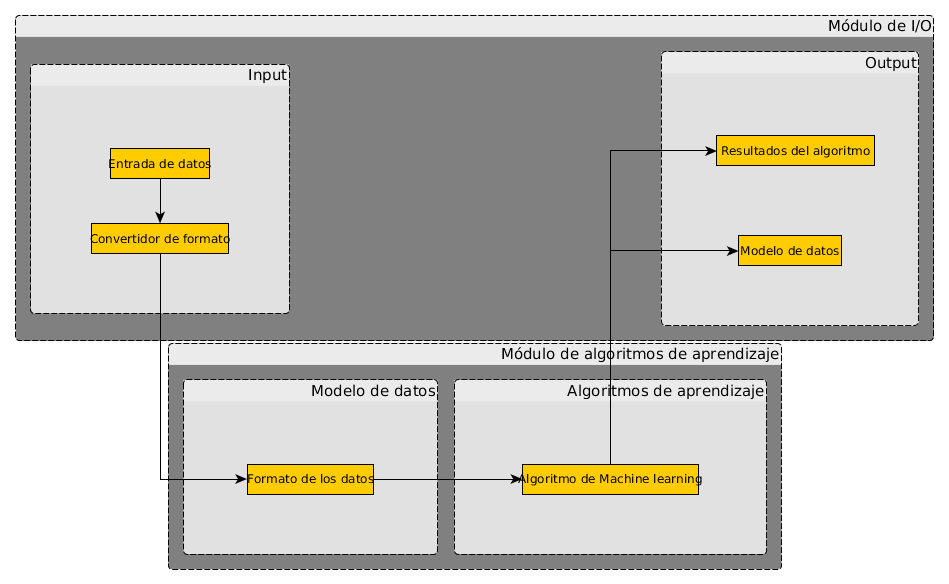 Módulo de I/O
Input
Output
Entrada de datos
Resultados del algoritmo
Convertidor de formato
Modelo de datos
Módulo de algoritmos de aprendizaje
Modelo de datos
Algoritmos de aprendizaje
Formato de los datos
Algoritmo de Machine learning